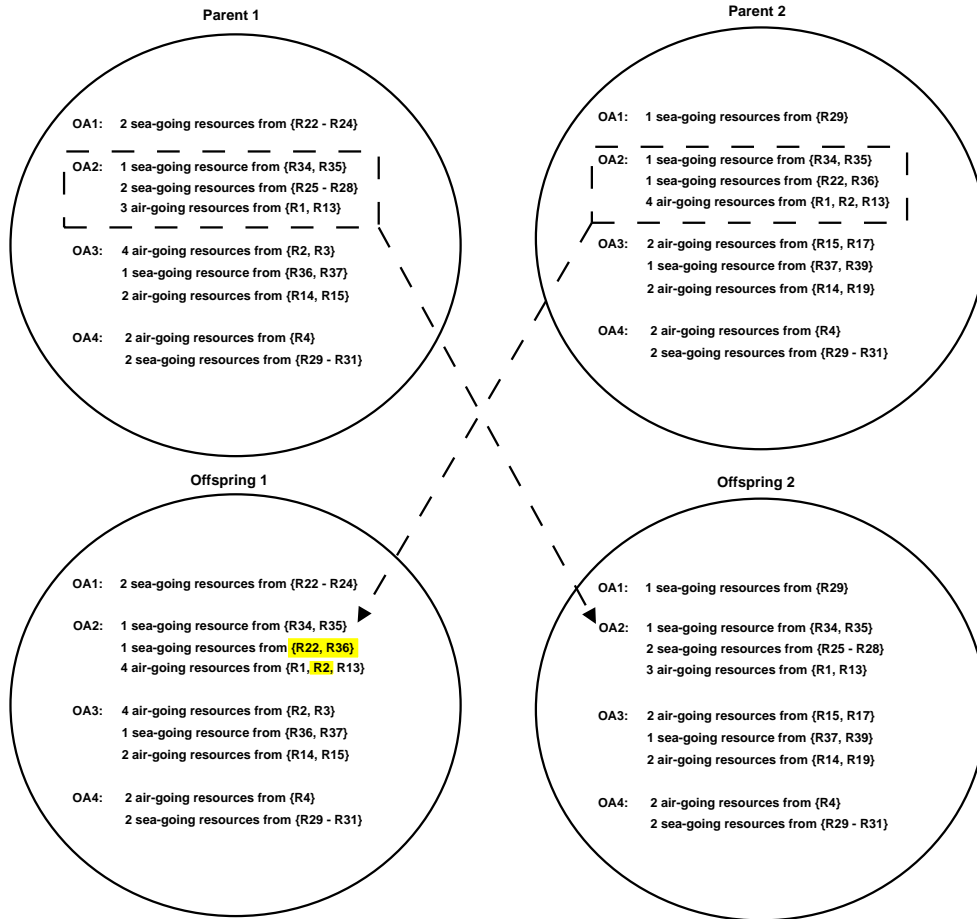 Parent 1
OA1: 2 sea-going resources from {R22 - R24}
OA2: 1 sea-going resource from {R34, R35}
2 sea-going resources from {R25 - R28}
3 air-going resources from {R1, R13}
OA3: 4 air-going resources from {R2, R3}
1 sea-going resource from {R36, R37}
2 air-going resources from {R14, R15}
OA4: 2 air-going resources from {R4}
2 sea-going resources from {R29 - R31}
Parent 2
OA1: 1 sea-going resources from {R29}
OA2: 1 sea-going resource from {R34, R35}
1 sea-going resources from {R22, R36}
4 air-going resources from {R1, R2, R13}
OA3: 2 air-going resources from {R15, R17}
1 sea-going resources from {R37, R39}
2 air-going resources from {R14, R19}
OA4: 2 air-going resources from {R4}
2 sea-going resources from {R29 - R31}
Offspring 1
OA1: 2 sea-going resources from {R22 - R24}
OA2: 1 sea-going resource from {R34, R35}
1 sea-going resources from {R22, R36}
4 air-going resources from {R1, R2, R13}
OA3: 4 air-going resources from {R2, R3}
1 sea-going resource from {R36, R37}
2 air-going resources from {R14, R15}
OA4: 2 air-going resources from {R4}
2 sea-going resources from {R29 - R31}
Offspring 2
OA1: 1 sea-going resources from {R29}
OA2: 1 sea-going resource from {R34, R35}
2 sea-going resources from {R25 - R28}
3 air-going resources from {R1, R13}
OA3: 2 air-going resources from {R15, R17}
1 sea-going resources from {R37, R39}
2 air-going resources from {R14, R19}
OA4: 2 air-going resources from {R4}
2 sea-going resources from {R29 - R31}